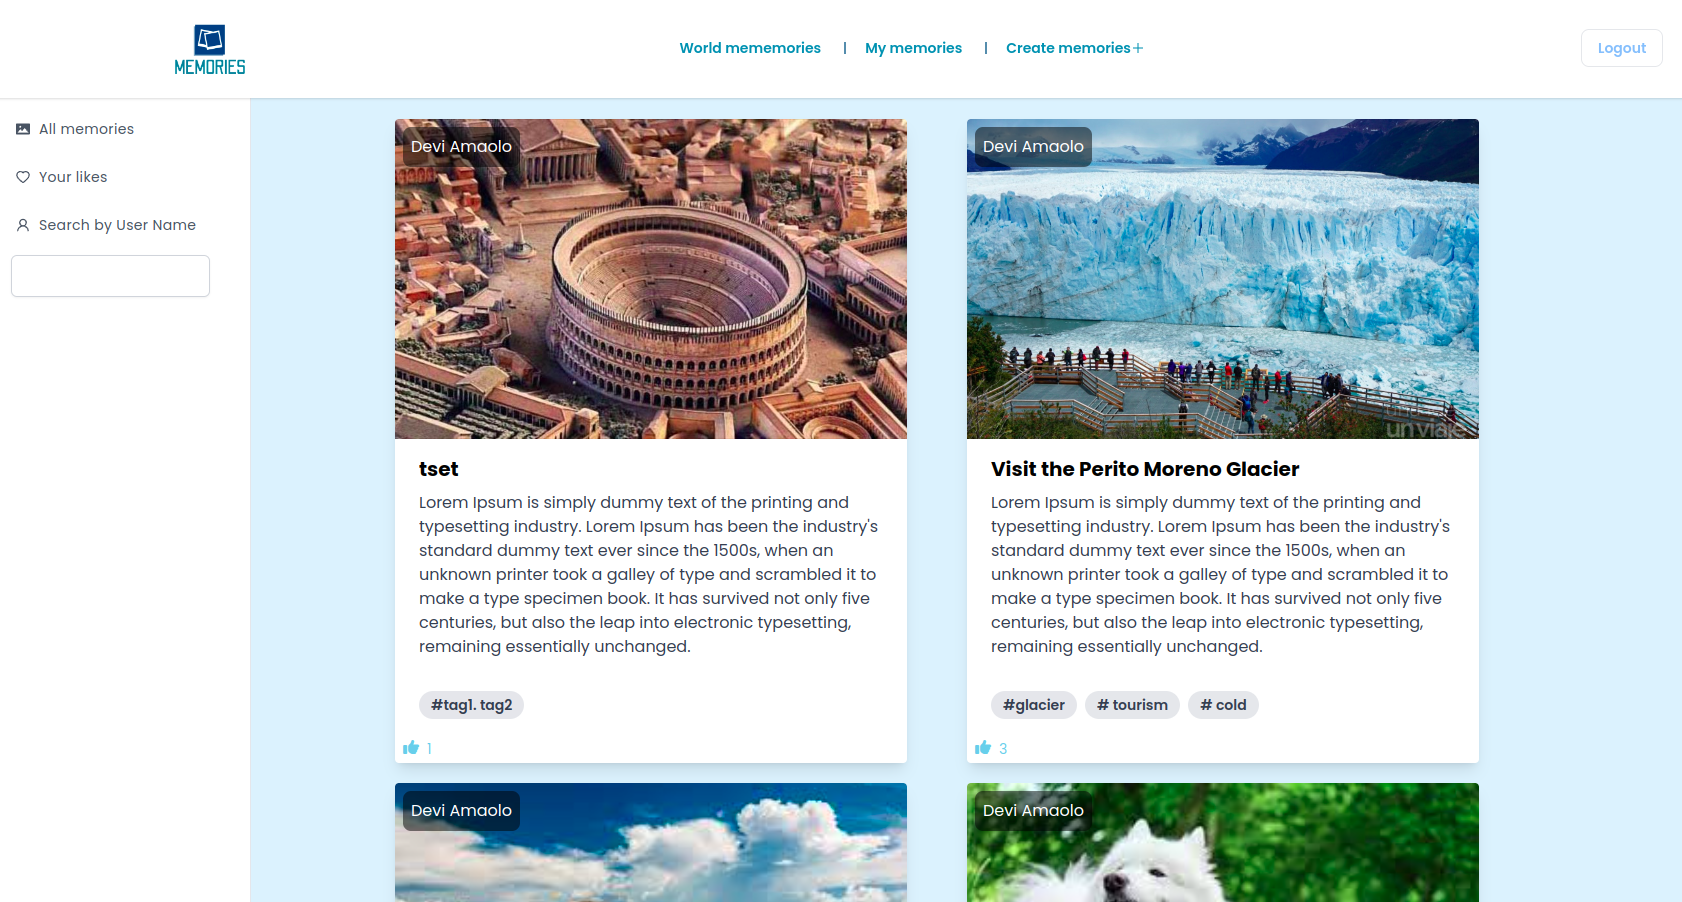 MEMORIES
World mememories | My memories | Create memories+
Logout
All memories
Your likes
Search by User Name
Devi Amaolo
tset
Lorem Ipsum is simply dummy text of the printing and
typesetting industry. Lorem Ipsum has been the industry's
standard dummy text ever since the 1500s, when an
unknown printer took a galley of type and scrambled it to
make a type specimen book. It has survived not only five
centuries, but also the leap into electronic typesetting,
remaining essentially unchanged.
#tag1. tag2
1
Devi Amaolo
un viaje
Visit the Perito Moreno Glacier
Lorem Ipsum is simply dummy text of the printing and
typesetting industry. Lorem Ipsum has been the industry's
standard dummy text ever since the 1500s, when an
unknown printer took a galley of type and scrambled it to
make a type specimen book. It has survived not only five
centuries, but also the leap into electronic typesetting,
remaining essentially unchanged.
#glacier # tourism # cold
3
Devi Amaolo
Devi Amaolo